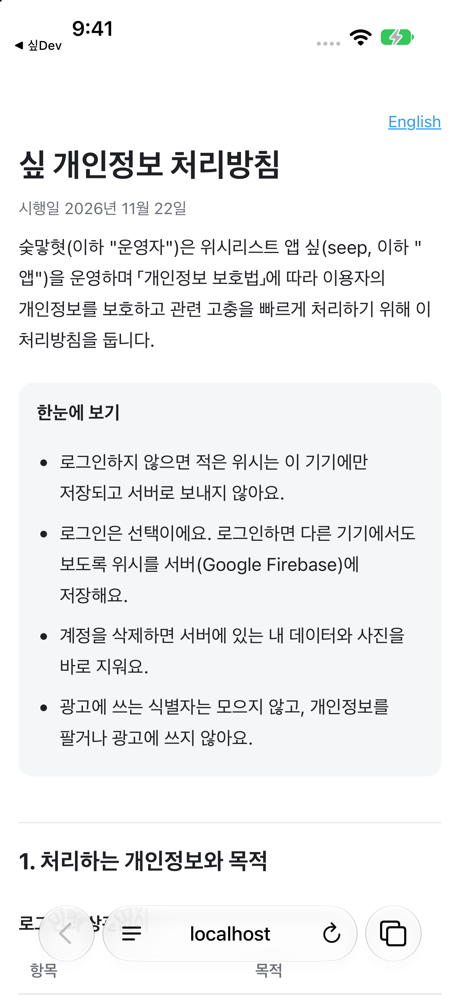 9:41
◀ 싶Dev
English
싶 개인정보 처리방침
시행일 2026년 11월 22일
숯맣혓(이하 "운영자")은 위시리스트 앱 싶(seep, 이하 "
앱")을 운영하며 「개인정보 보호법」에 따라 이용자의
개인정보를 보호하고 관련 고충을 빠르게 처리하기 위해 이
처리방침을 둡니다.
한눈에 보기
• 로그인하지 않으면 적은 위시는 이 기기에만
저장되고 서버로 보내지 않아요.
• 로그인은 선택이에요. 로그인하면 다른 기기에서도
보도록 위시를 서버(Google Firebase)에
저장해요.
• 계정을 삭제하면 서버에 있는 내 데이터와 사진을
바로 지워요.
• 광고에 쓰는 식별자는 모으지 않고, 개인정보를
팔거나 광고에 쓰지 않아요.
1. 처리하는 개인정보와 목적
localhost
항목 목적